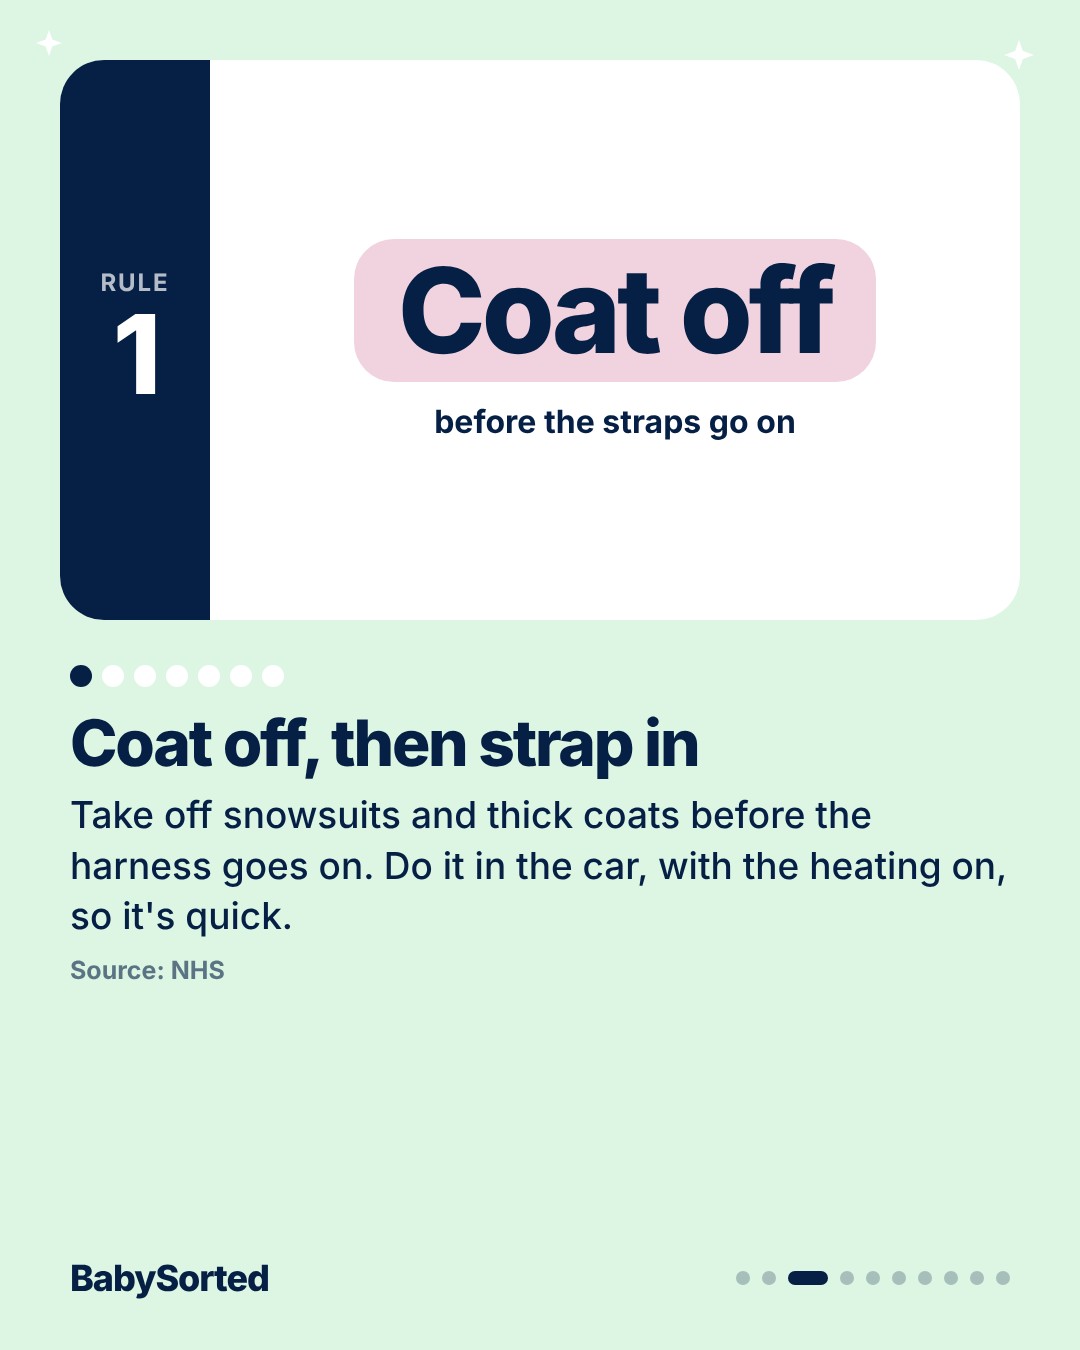 RULE
1
Coat off
before the straps go on
Coat off, then strap in
Take off snowsuits and thick coats before the
harness goes on. Do it in the car, with the heating on,
so it's quick.
Source: NHS
BabySorted